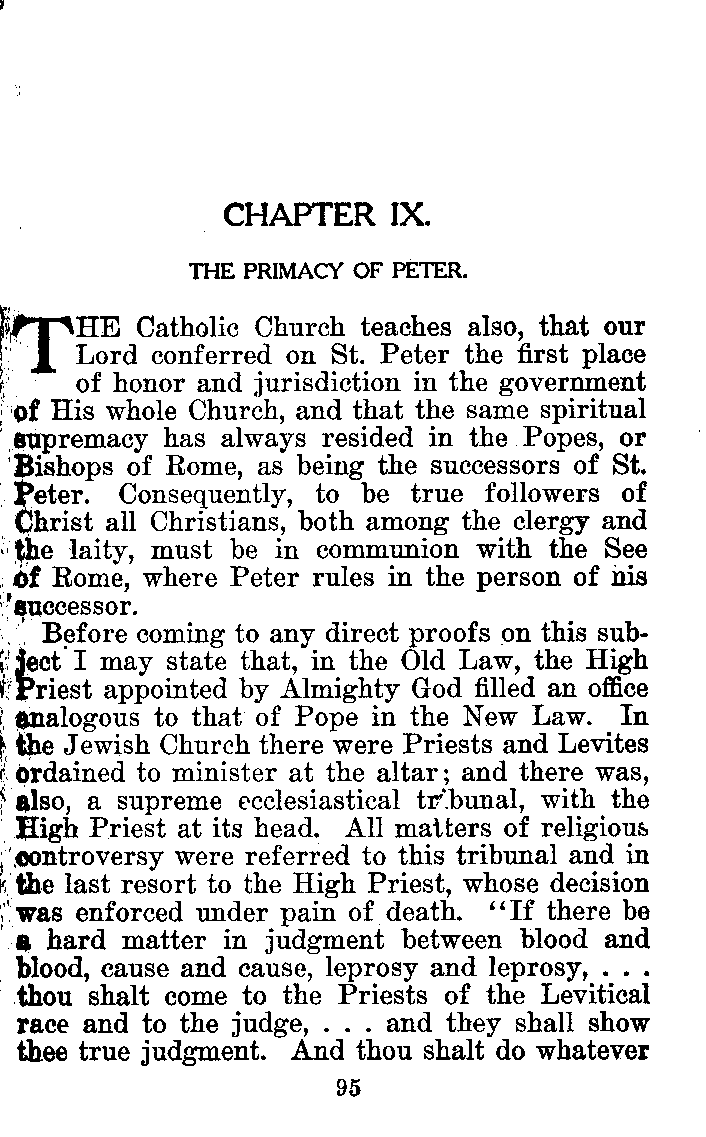 CHAPTER IX.
THE PRIMACY OF PETER.
THE Catholic Church teaches also, that our
Lord conferred on St. Peter the first place
of honor and jurisdiction in the government
of His whole Church, and that the same spiritual
supremacy has always resided in the Popes, or
Bishops of Rome, as being the successors of St.
Peter. Consequently, to be true followers of
Christ all Christians, both among the clergy and
the laity, must be in communion with the See
of Rome, where Peter rules in the person of his
successor.
Before coming to any direct proofs on this sub-
ject I may state that, in the Old Law, the High
Priest appointed by Almighty God filled an office
analogous to that of Pope in the New Law. In
the Jewish Church there were Priests and Levites
ordained to minister at the altar; and there was,
also, a supreme ecclesiastical tribunal, with the
High Priest at its head. All matters of religious
controversy were referred to this tribunal and in
the last resort to the High Priest, whose decision
was enforced under pain of death. "If there be
a hard matter in judgment between blood and
blood, cause and cause, leprosy and leprosy, . . .
thou shalt come to the Priests of the Levitical
race and to the judge, . . . and they shall show
thee true judgment. And thou shalt do whatever
95